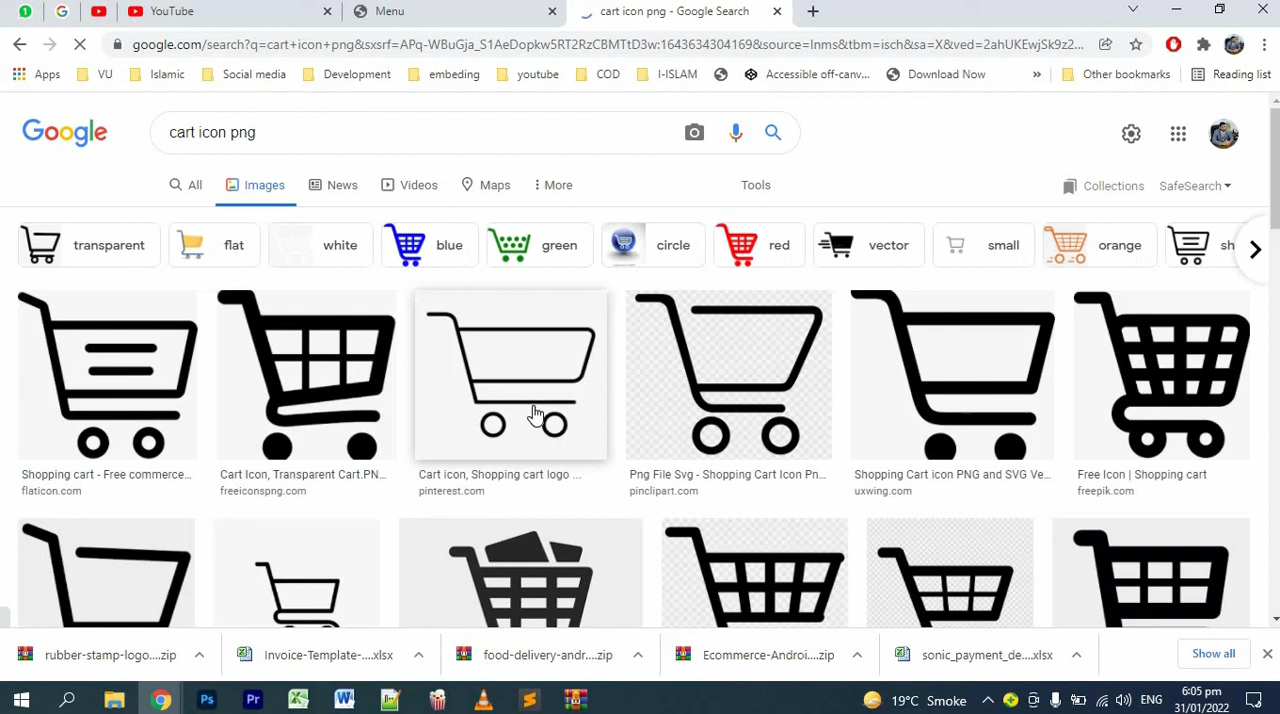 YouTube
Menu
cart icon png - Google Search
google.com/search?q=cart+icon+png&sxsrf=APq-WBuGis_S1AeDopkw5RT2RzCBMTtD3w:1643634304169&source=lnms&tbm=isch&sa=X&ved=2ahUKEwjSk9z2...
Apps
VU
Islamic
Social media
Development
embeding
youtube
COD
I-ISLAM
Accessible off-canv...
Download Now
»
Other bookmarks
Reading list
Google
cart icon png
All
Images
News
Videos
Maps
More
Tools
Collections
SafeSearch
transparent
flat
white
blue
green
circle
red
vector
small
orange
sh
Shopping cart - Free commerce...
flaticon.com
Cart Icon, Transparent Cart.PN...
freeiconspng.com
Cart icon, Shopping cart logo ...
pinterest.com
Png File Svg - Shopping Cart Icon Pn...
pinclipart.com
Shopping Cart icon PNG and SVG Ve...
uxwing.com
Free Icon | Shopping cart
freepik.com
rubber-stamp-logo....zip
Invoice-Template-....xlsx
food-delivery-andr....zip
Ecommerce-Androi....zip
sonic_payment_de....xlsx
Show all
Ps
Pr
19°C Smoke
ENG
6:05 pm
31/01/2022